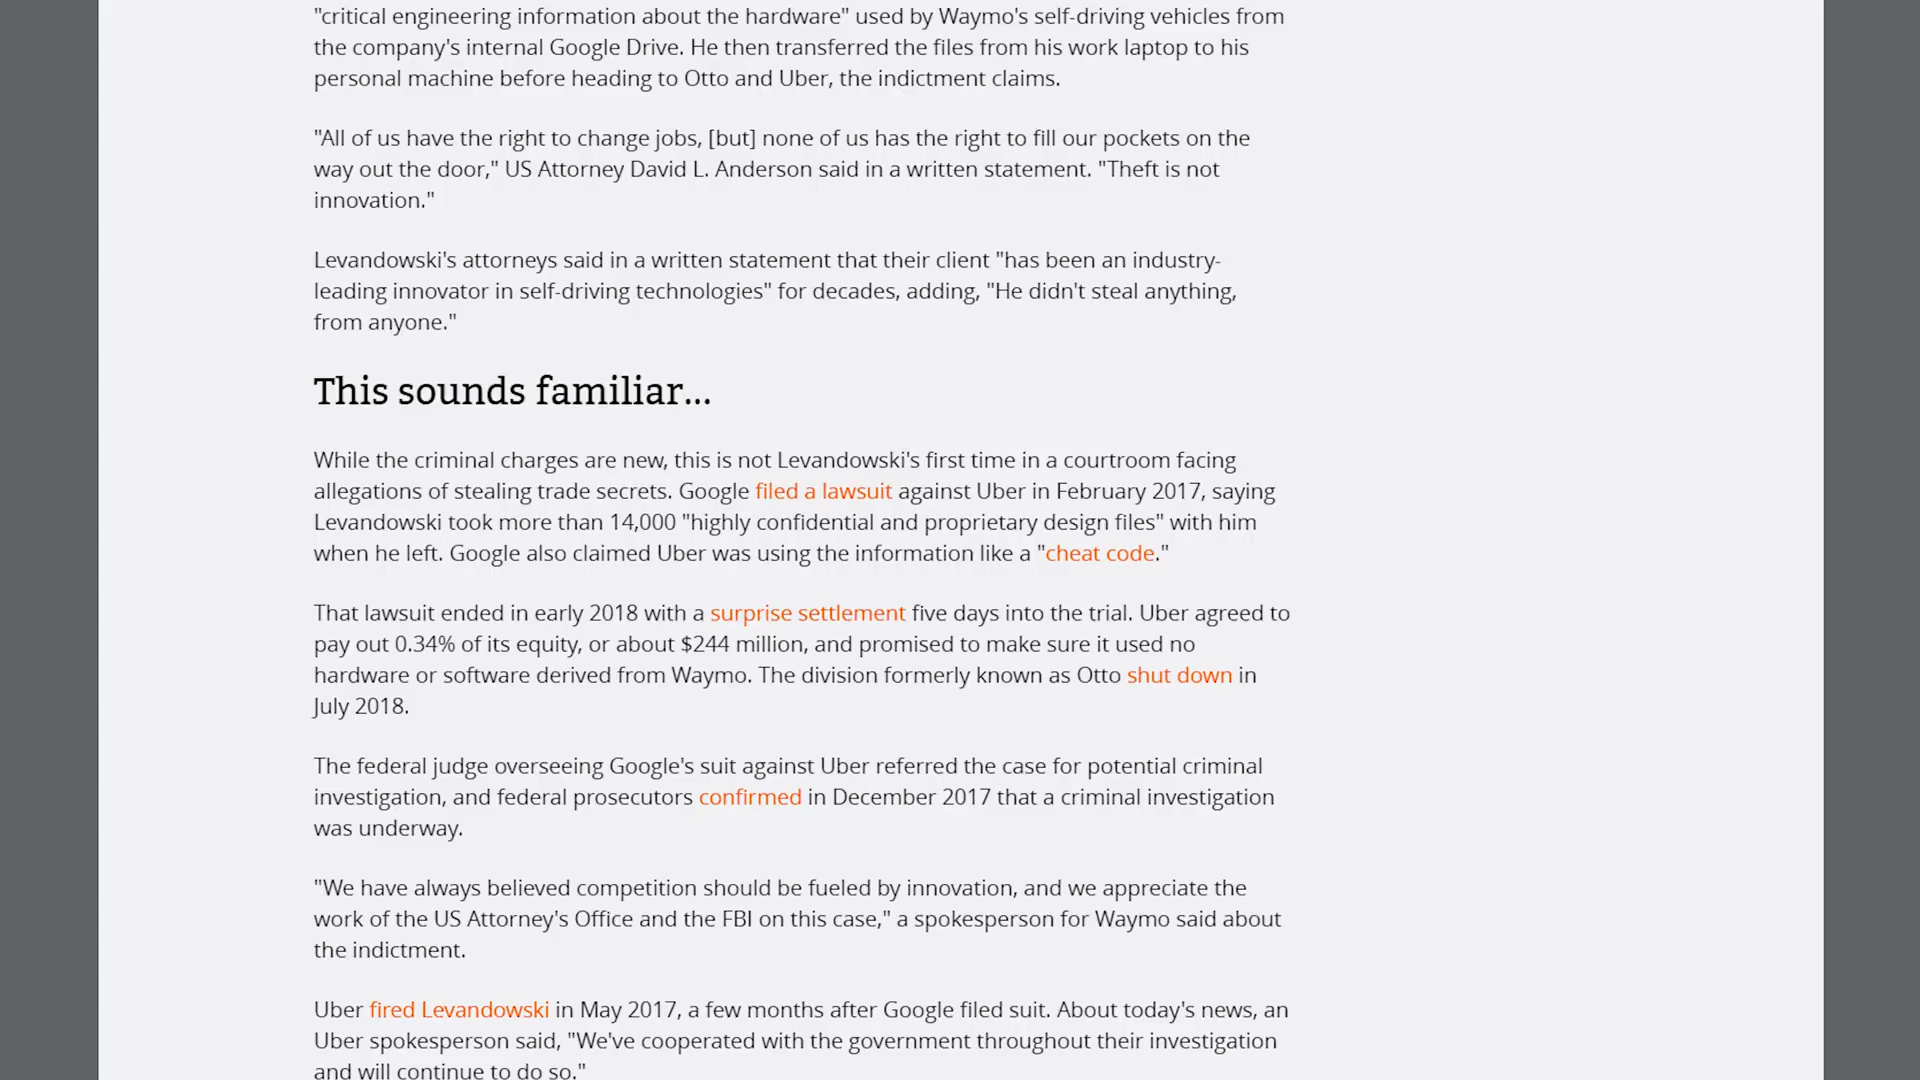 "critical engineering information about the hardware" used by Waymo's self-driving vehicles from
the company's internal Google Drive. He then transferred the files from his work laptop to his
personal machine before heading to Otto and Uber, the indictment claims.
"All of us have the right to change jobs, [but] none of us has the right to fill our pockets on the
way out the door," US Attorney David L. Anderson said in a written statement. "Theft is not
innovation."
Levandowski's attorneys said in a written statement that their client "has been an industry-
leading innovator in self-driving technologies" for decades, adding, "He didn't steal anything,
from anyone."
This sounds familiar...
While the criminal charges are new, this is not Levandowski's first time in a courtroom facing
allegations of stealing trade secrets. Google filed a lawsuit against Uber in February 2017, saying
Levandowski took more than 14,000 "highly confidential and proprietary design files" with him
when he left. Google also claimed Uber was using the information like a "cheat code."
That lawsuit ended in early 2018 with a surprise settlement five days into the trial. Uber agreed to
pay out 0.34% of its equity, or about $244 million, and promised to make sure it used no
hardware or software derived from Waymo. The division formerly known as Otto shut down in
July 2018.
The federal judge overseeing Google's suit against Uber referred the case for potential criminal
investigation, and federal prosecutors confirmed in December 2017 that a criminal investigation
was underway.
"We have always believed competition should be fueled by innovation, and we appreciate the
work of the US Attorney's Office and the FBI on this case," a spokesperson for Waymo said about
the indictment.
Uber fired Levandowski in May 2017, a few months after Google filed suit. About today's news, an
Uber spokesperson said, "We've cooperated with the government throughout their investigation
and will continue to do so."